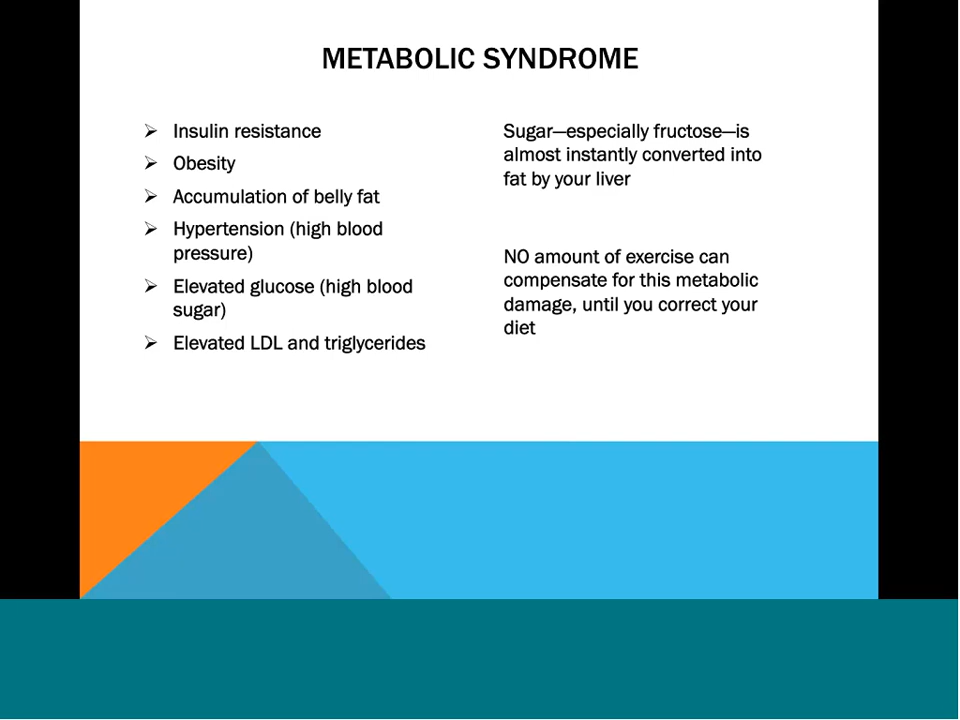 METABOLIC SYNDROME
➢ Insulin resistance
➢ Obesity
➢ Accumulation of belly fat
➢ Hypertension (high blood
pressure)
➢ Elevated glucose (high blood
sugar)
➢ Elevated LDL and triglycerides
Sugar—especially fructose—is
almost instantly converted into
fat by your liver
NO amount of exercise can
compensate for this metabolic
damage, until you correct your
diet